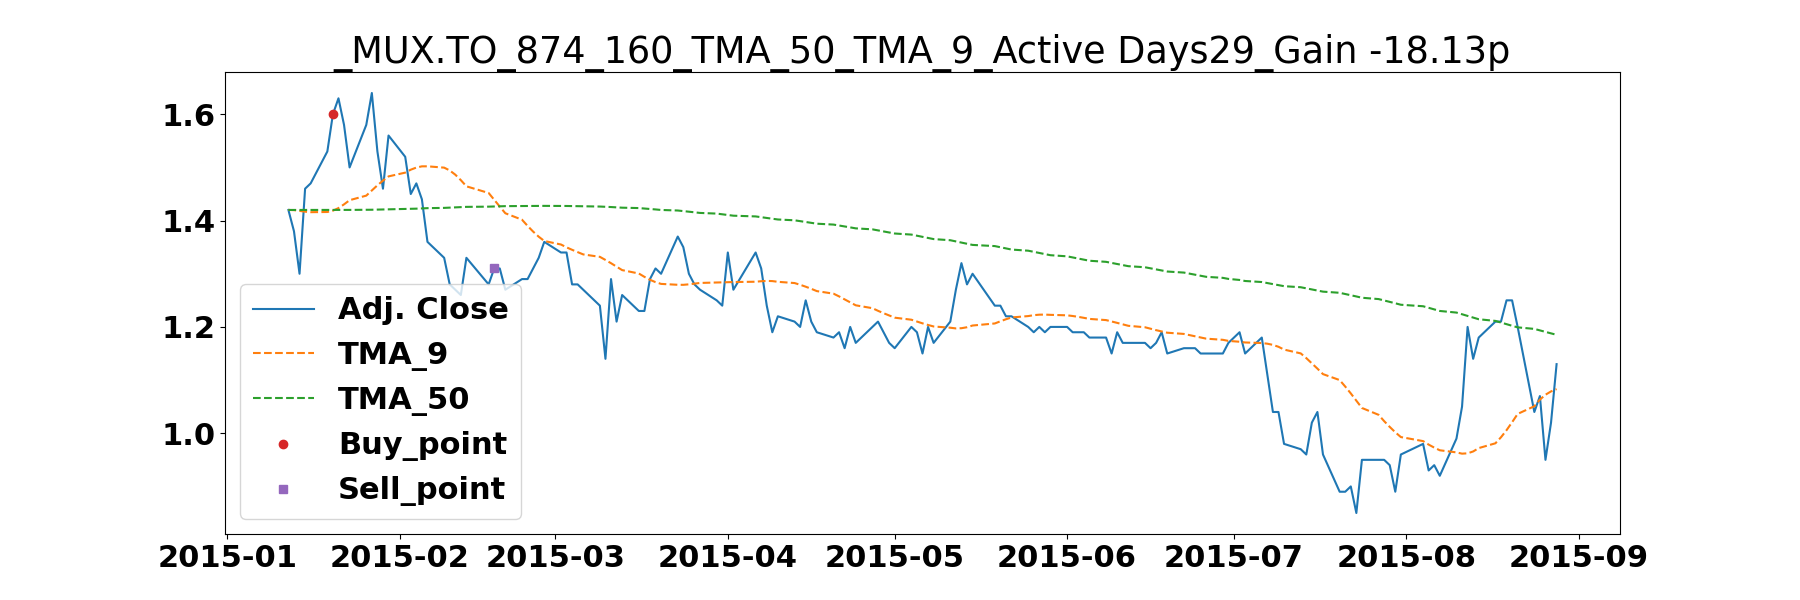 _MUX.TO_874_160_TMA_50_TMA_9_Active Days29_Gain -18.13p
1.6
1.4
1.2
1.0
Adj. Close
TMA_9
TMA_50
Buy_point
Sell_point
2015-01 2015-02 2015-03 2015-04 2015-05 2015-06 2015-07 2015-08 2015-09